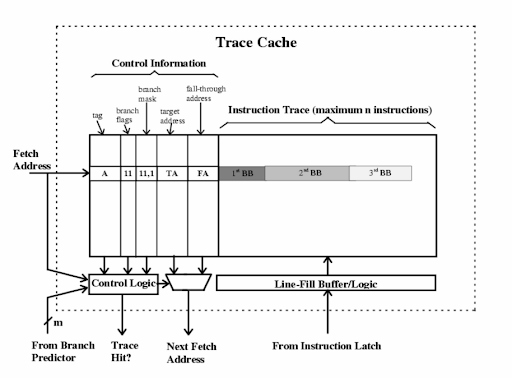 Trace Cache
Control Information
tag
branch
flags
branch
mask
target
address
fall-through
address
Instruction Trace (maximum n instructions)
Fetch
Address
A 11 11,1 TA FA 1st BB 2nd BB 3rd BB
Control Logic
Line-Fill Buffer/Logic
m
From Branch
Predictor
Trace
Hit?
Next Fetch
Address
From Instruction Latch